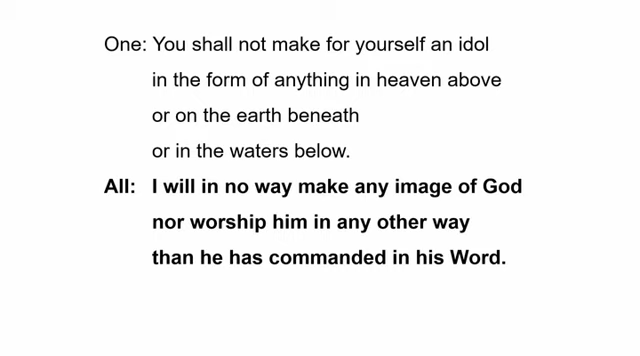 One: You shall not make for yourself an idol
in the form of anything in heaven above
or on the earth beneath
or in the waters below.
All: I will in no way make any image of God
nor worship him in any other way
than he has commanded in his Word.